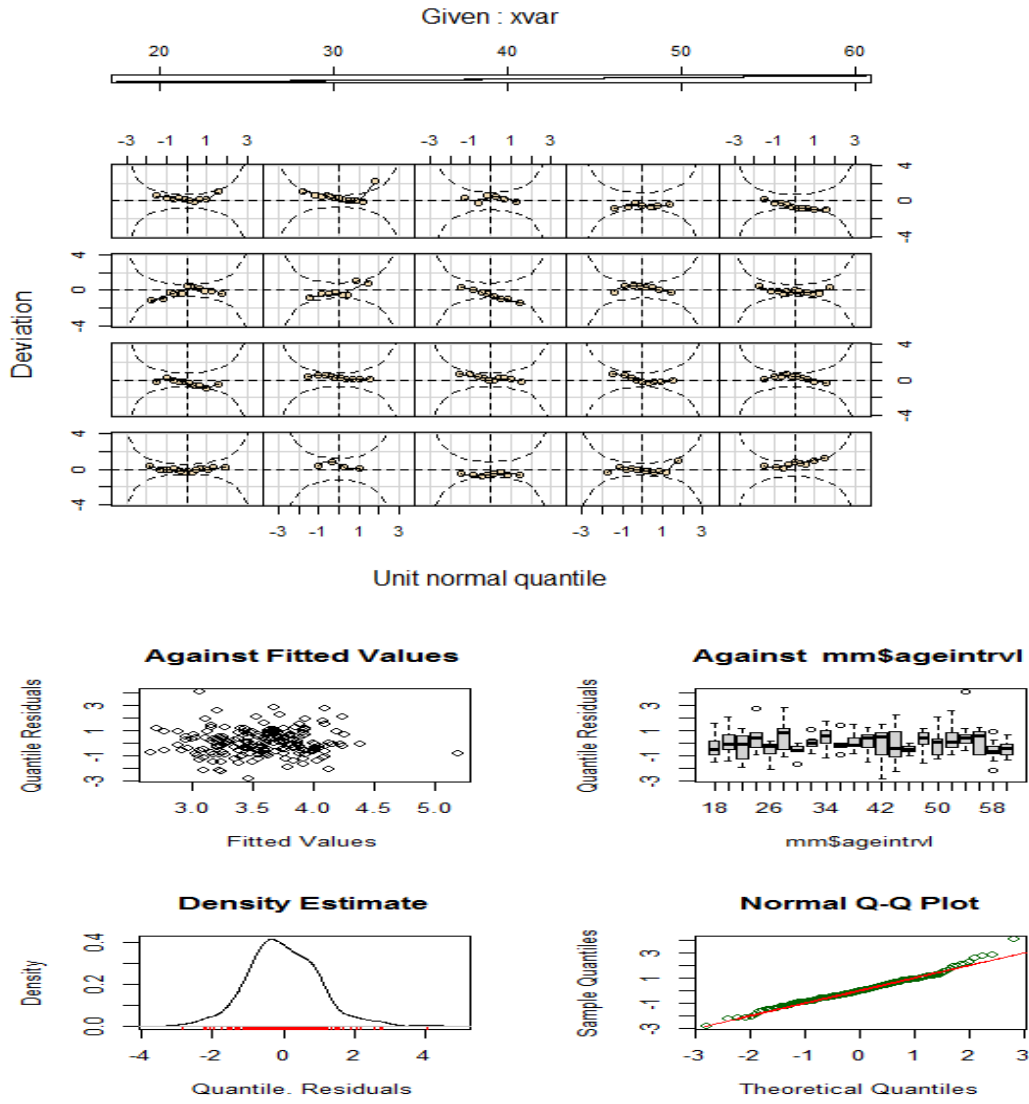 Given : xvar
20 30 40 50 60
-3 -1 1 3 -3 -1 1 3 -3 -1 1 3
Deviation
4 0 -4
4 0 -4
4 0 -4
4 0 -4
-3 -1 1 3 -3 -1 1 3
Unit normal quantile
Against Fitted Values
Quantile Residuals
3 1 -1 -3
3.0 3.5 4.0 4.5 5.0
Fitted Values
Against mm$ageintrvl
Quantile Residuals
3 1 -1 -3
18 26 34 42 50 58
mm$ageintrvl
Density Estimate
Density
0.4 0.2 0.0
-4 -2 0 2 4
Quantile. Residuals
Normal Q-Q Plot
Sample Quantiles
3 1 -1 -3
-3 -2 -1 0 1 2 3
Theoretical Quantiles